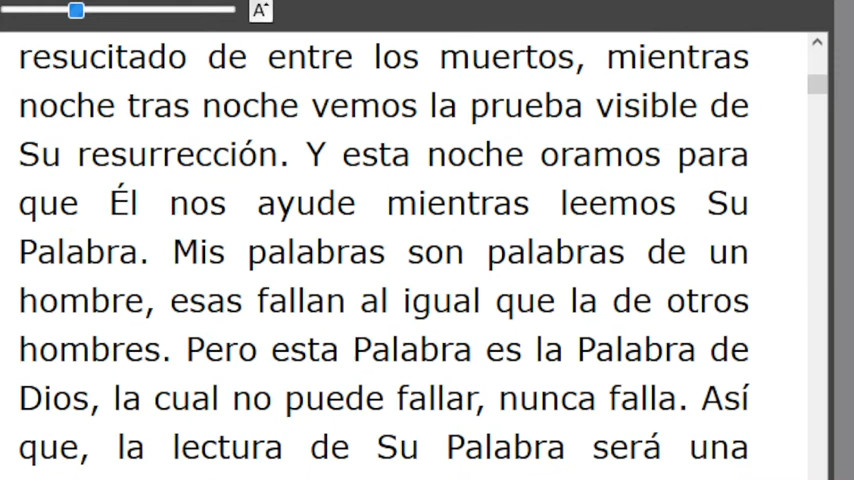 A
resucitado de entre los muertos, mientras
noche tras noche vemos la prueba visible de
Su resurrección. Y esta noche oramos para
que Él nos ayude mientras leemos Su
Palabra. Mis palabras son palabras de un
hombre, esas fallan al igual que la de otros
hombres. Pero esta Palabra es la Palabra de
Dios, la cual no puede fallar, nunca falla. Así
que, la lectura de Su Palabra será una